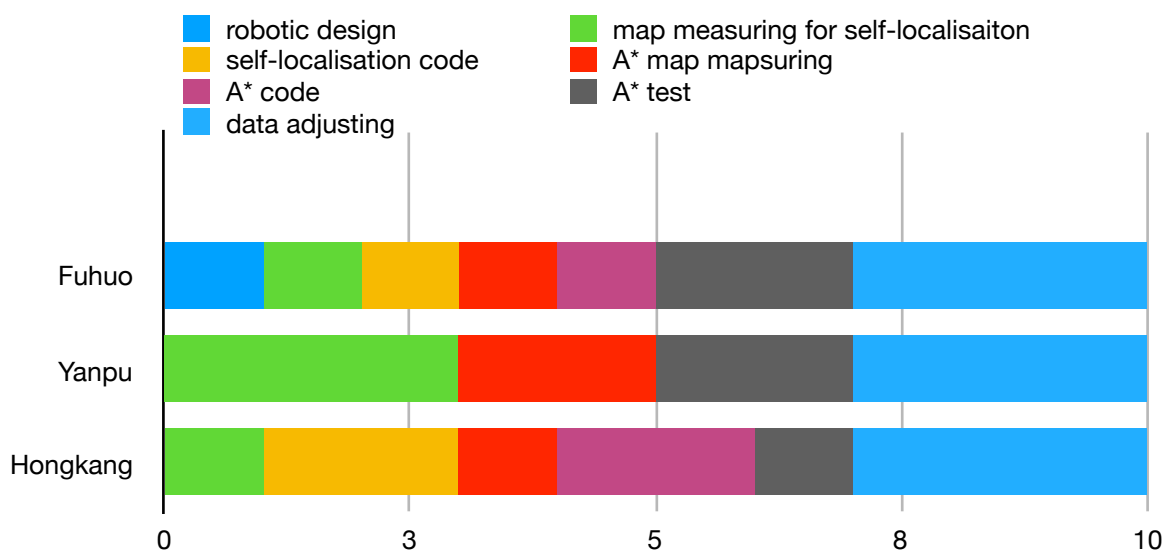 robotic design
map measuring for self-localisaiton
self-localisation code
A* map mapsuring
A* code
A* test
data adjusting
Fuhuo
Yanpu
Hongkang
0 3 5 8 10